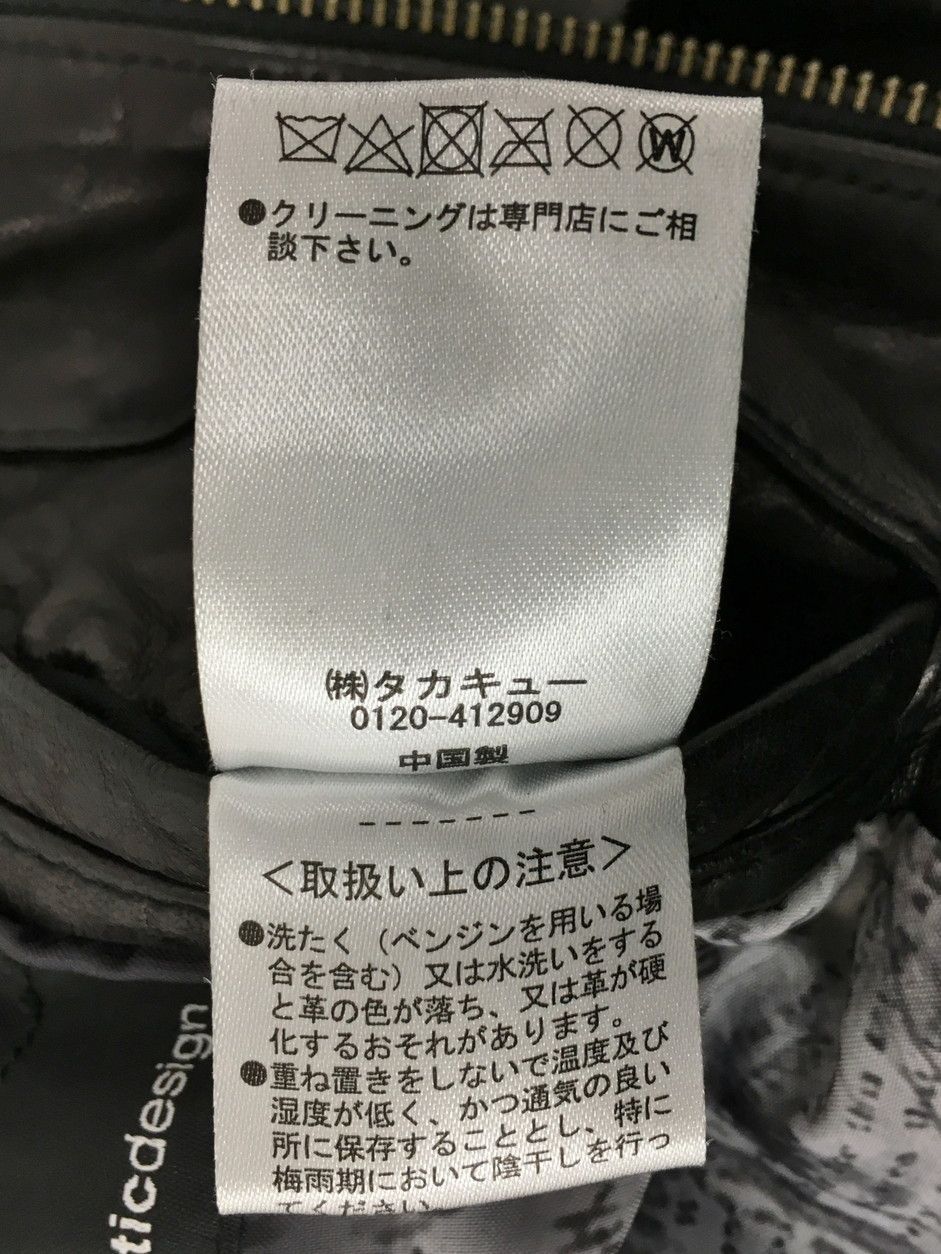 W
●クリーニングは専門店にご相
談下さい。
㈱タカキュー
0120-412909
中国製
-------
<取扱い上の注意>
●洗たく(ベンジンを用いる場
合を含む)又は水洗いをする
と革の色が落ち、又は革が硬
化するおそれがあります。
●重ね置きをしないで温度及び
湿度が低く、かつ通気の良い
所に保存することとし、特に
梅雨期において陰干しを行っ
てください。
ticdesign